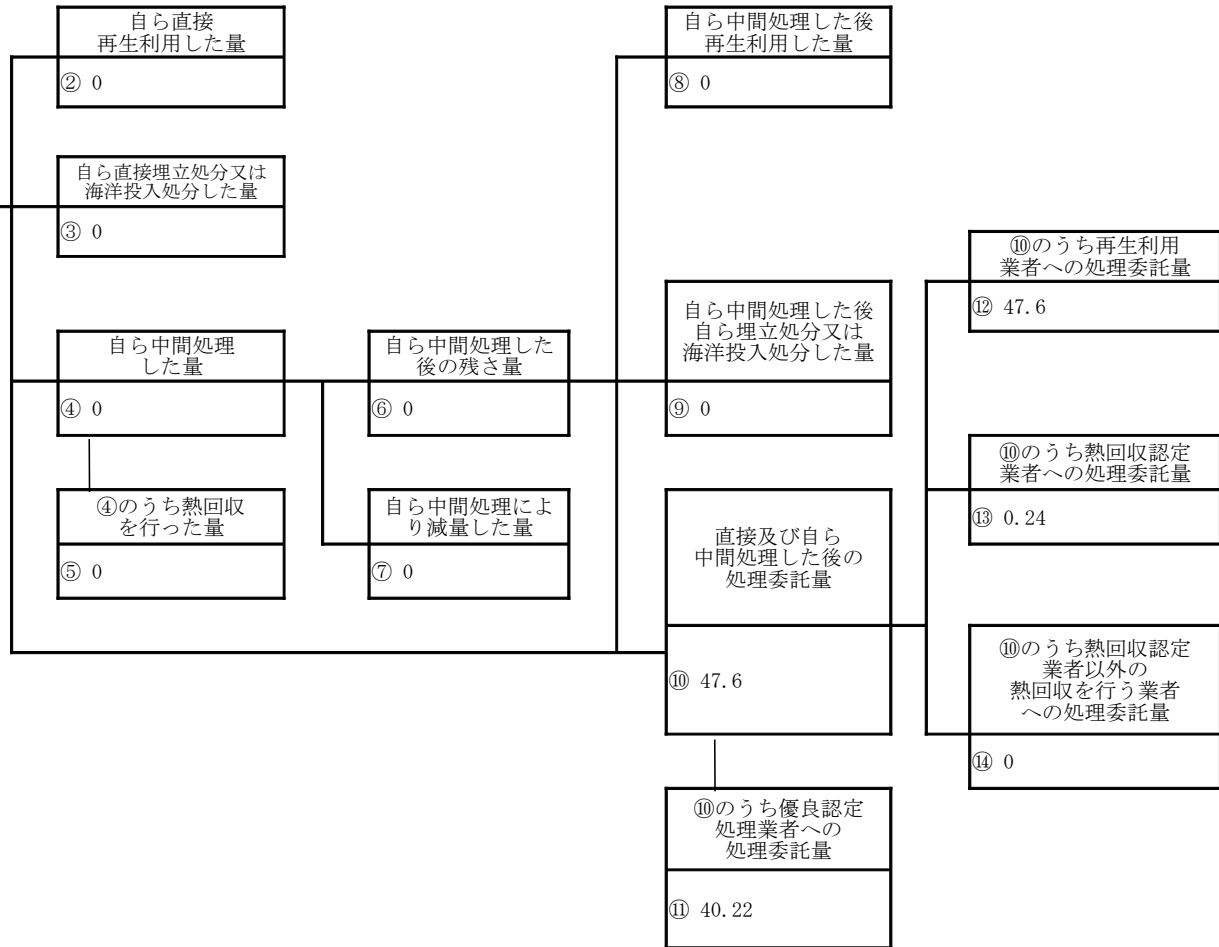 自ら直接
再生利用した量
② 0
自ら直接埋立処分又は
海洋投入処分した量
③ 0
自ら中間処理
した量
④ 0
④のうち熱回収
を行った量
⑤ 0
自ら中間処理した
後の残さ量
⑥ 0
自ら中間処理によ
り減量した量
⑦ 0
自ら中間処理した後
再生利用した量
⑧ 0
自ら中間処理した後
自ら埋立処分又は
海洋投入処分した量
⑨ 0
直接及び自ら
中間処理した後の
処理委託量
⑩ 47.6
⑩のうち優良認定
処理業者への
処理委託量
⑪ 40.22
⑩のうち再生利用
業者への処理委託量
⑫ 47.6
⑩のうち熱回収認定
業者への処理委託量
⑬ 0.24
⑩のうち熱回収認定
業者以外の
熱回収を行う業者
への処理委託量
⑭ 0